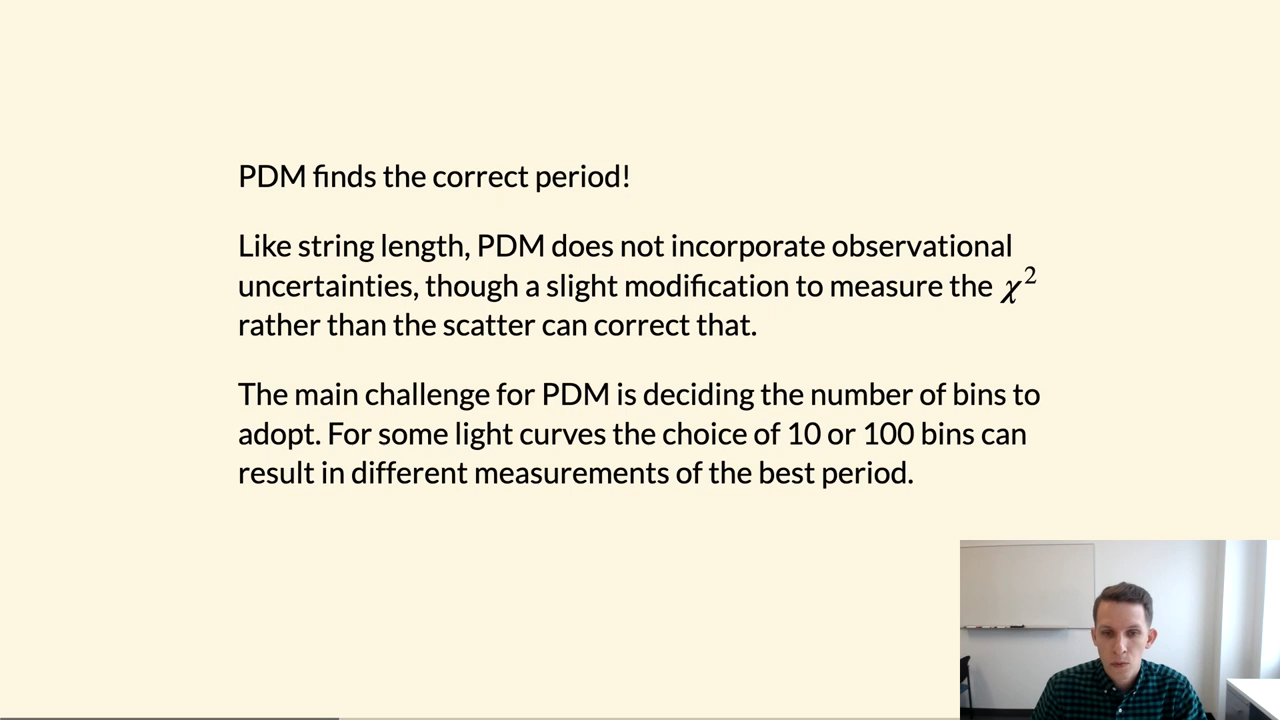 PDM finds the correct period!
Like string length, PDM does not incorporate observational
uncertainties, though a slight modification to measure the χ²
rather than the scatter can correct that.
The main challenge for PDM is deciding the number of bins to
adopt. For some light curves the choice of 10 or 100 bins can
result in different measurements of the best period.